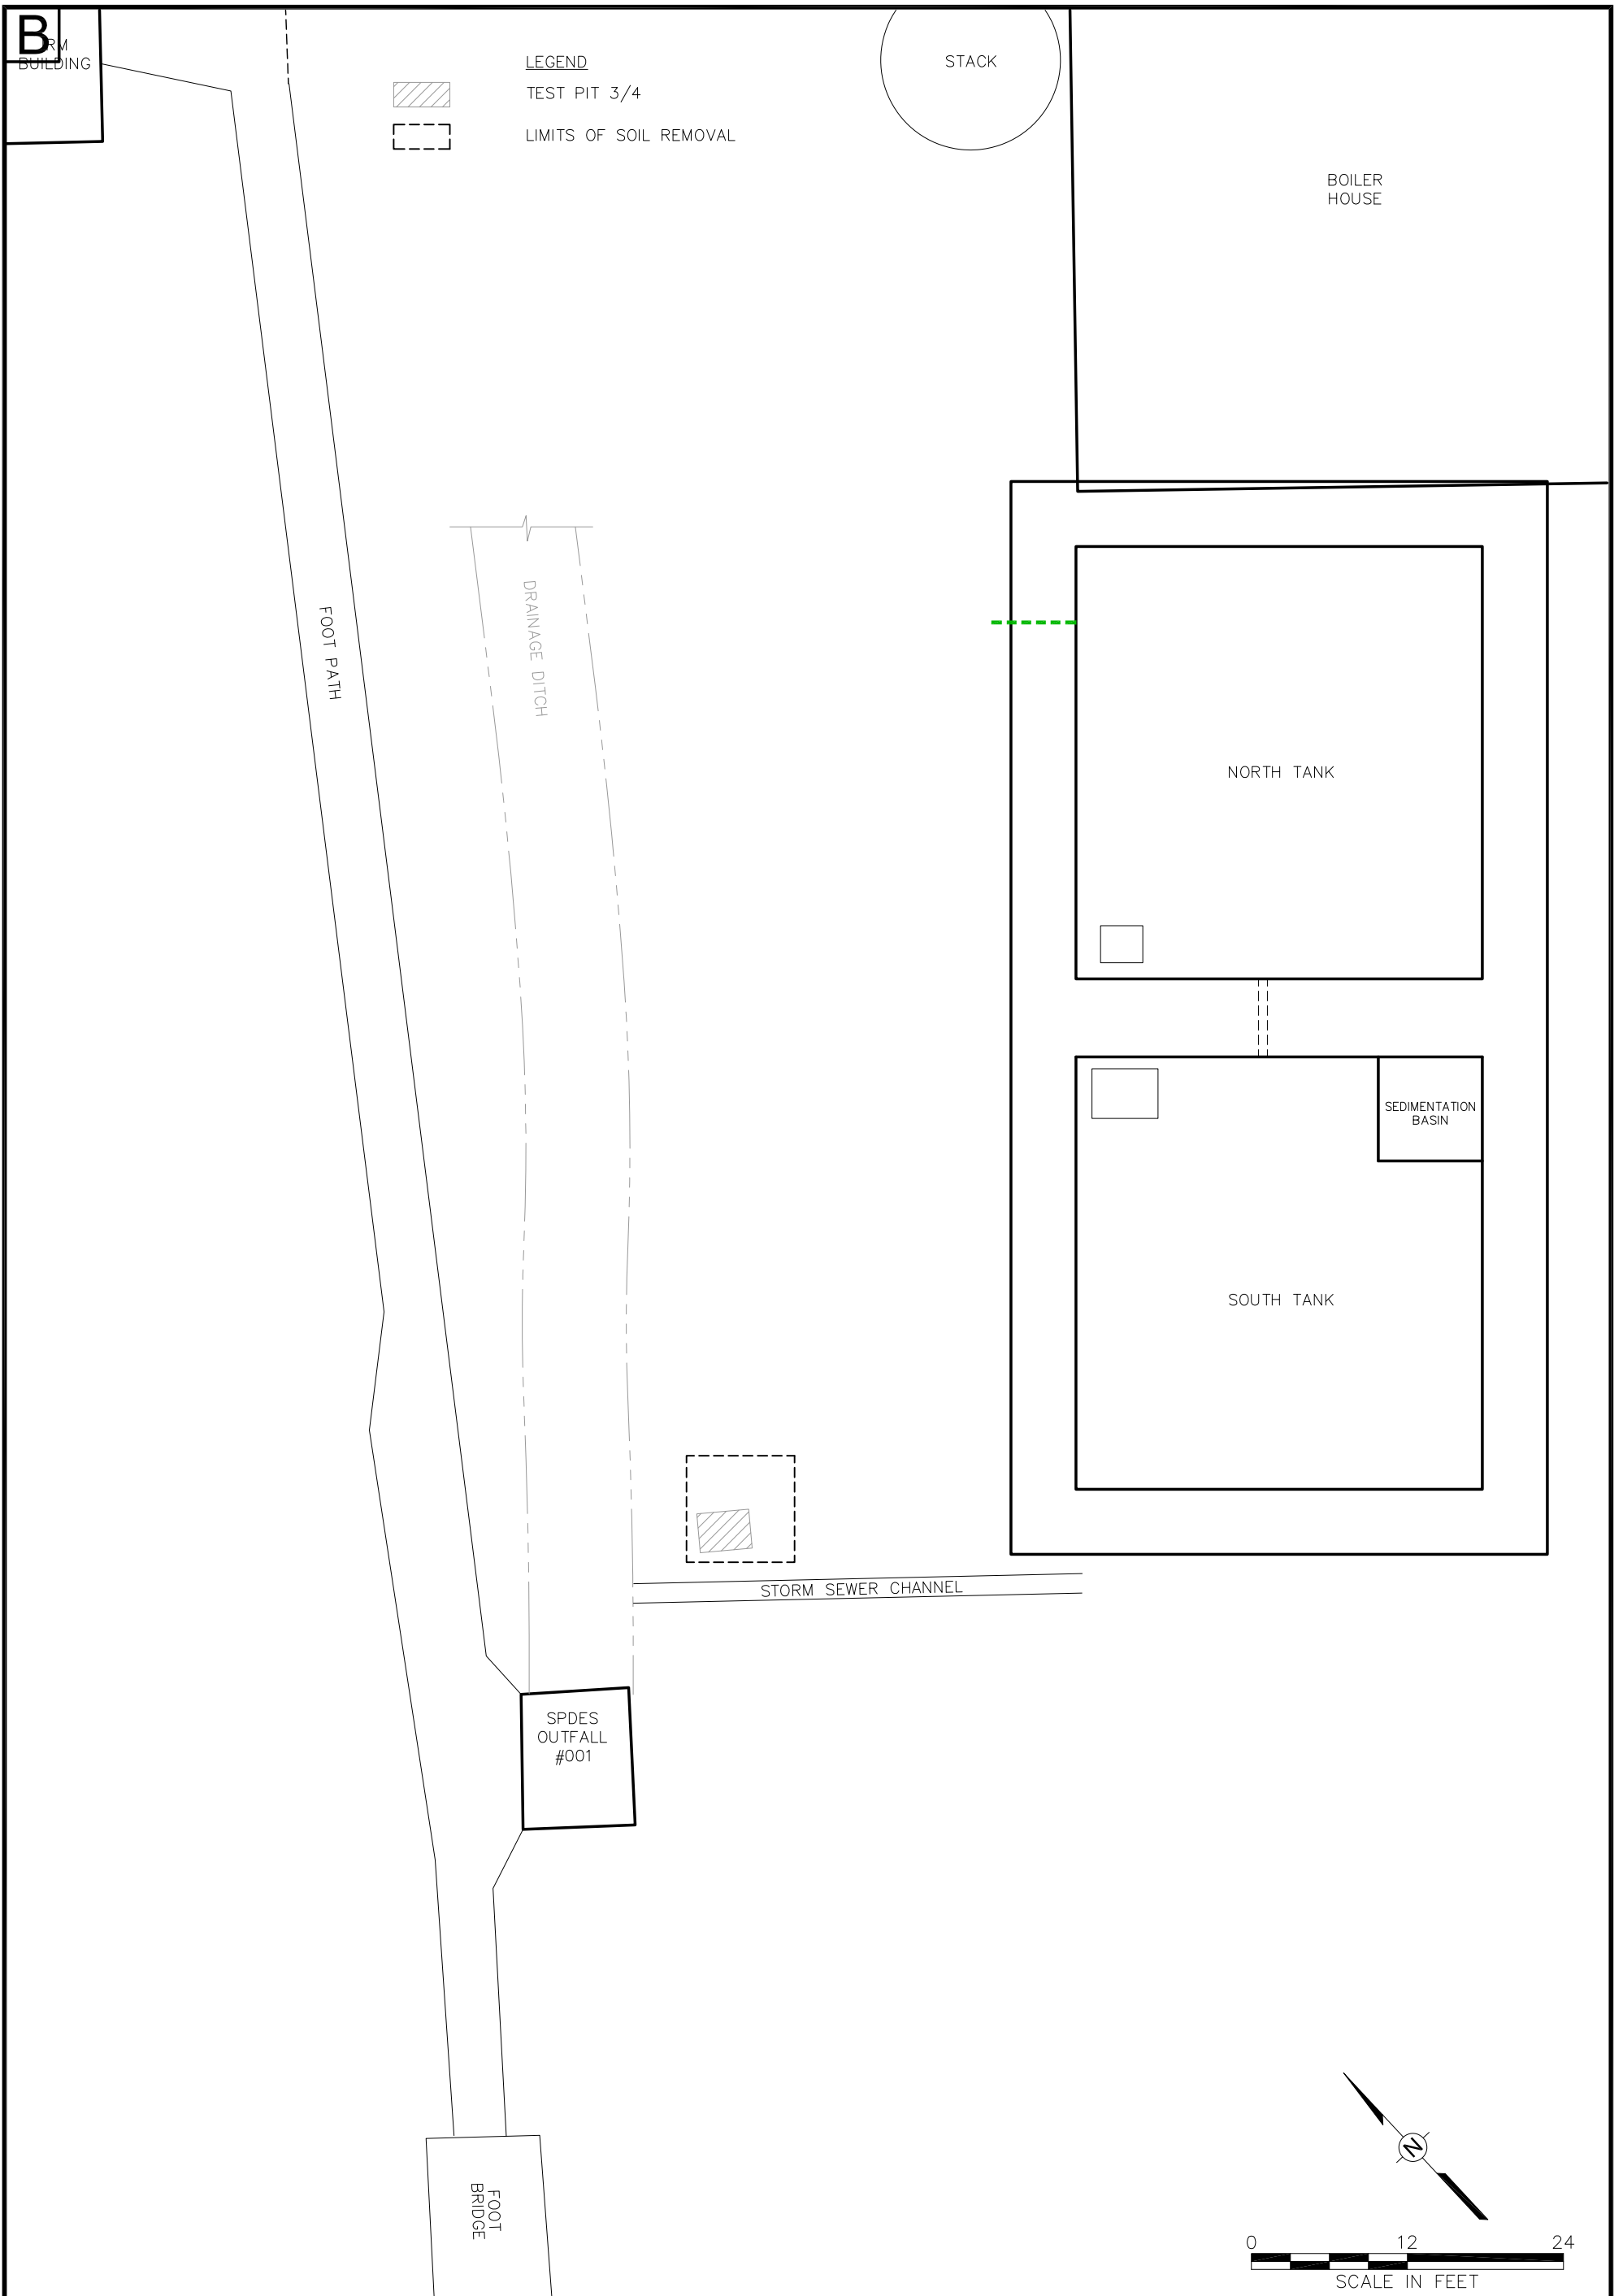 B
BUILDING
LEGEND
TEST PIT 3/4
LIMITS OF SOIL REMOVAL
STACK
BOILER
HOUSE
FOOT PATH
DRAINAGE DITCH
NORTH TANK
SEDIMENTATION
BASIN
SOUTH TANK
STORM SEWER CHANNEL
SPDES
OUTFALL
#001
FOOT
BRIDGE
N
0 12 24
SCALE IN FEET